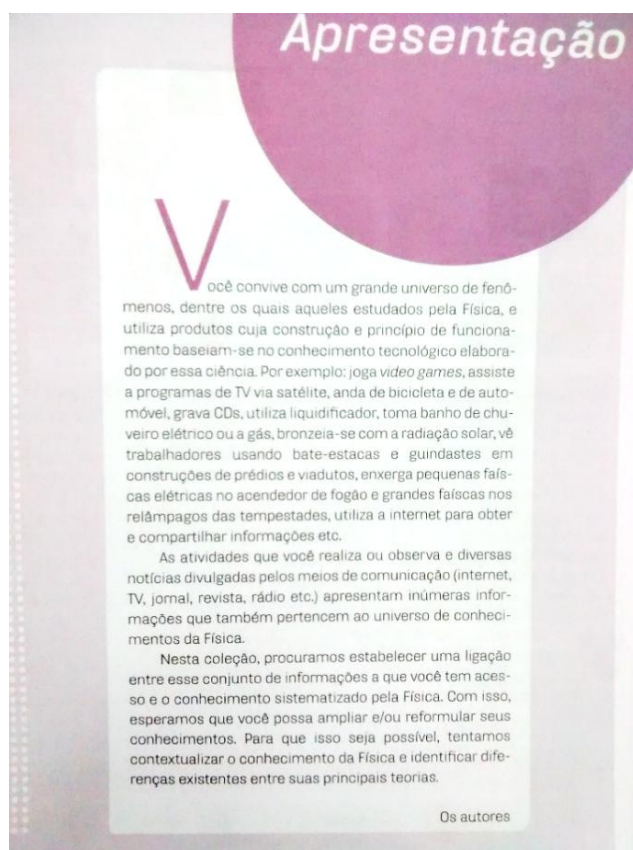 Apresentação
Você convive com um grande universo de fenô-
menos, dentre os quais aqueles estudados pela Física, e
utiliza produtos cuja construção e princípio de funciona-
mento baseiam-se no conhecimento tecnológico elabora-
do por essa ciência. Por exemplo: joga video games, assiste
a programas de TV via satélite, anda de bicicleta e de auto-
móvel, grava CDs, utiliza liquidificador, toma banho de chu-
veiro elétrico ou a gás, bronzeia-se com a radiação solar, vê
trabalhadores usando bate-estacas e guindastes em
construções de prédios e viadutos, enxerga pequenas faís-
cas elétricas no acendedor de fogão e grandes faíscas nos
relâmpagos das tempestades, utiliza a internet para obter
e compartilhar informações etc.
As atividades que você realiza ou observa e diversas
notícias divulgadas pelos meios de comunicação (internet,
TV, jornal, revista, rádio etc.) apresentam inúmeras infor-
mações que também pertencem ao universo de conheci-
mentos da Física.
Nesta coleção, procuramos estabelecer uma ligação
entre esse conjunto de informações a que você tem aces-
so e o conhecimento sistematizado pela Física. Com isso,
esperamos que você possa ampliar e/ou reformular seus
conhecimentos. Para que isso seja possível, tentamos
contextualizar o conhecimento da Física e identificar dife-
renças existentes entre suas principais teorias.
Os autores